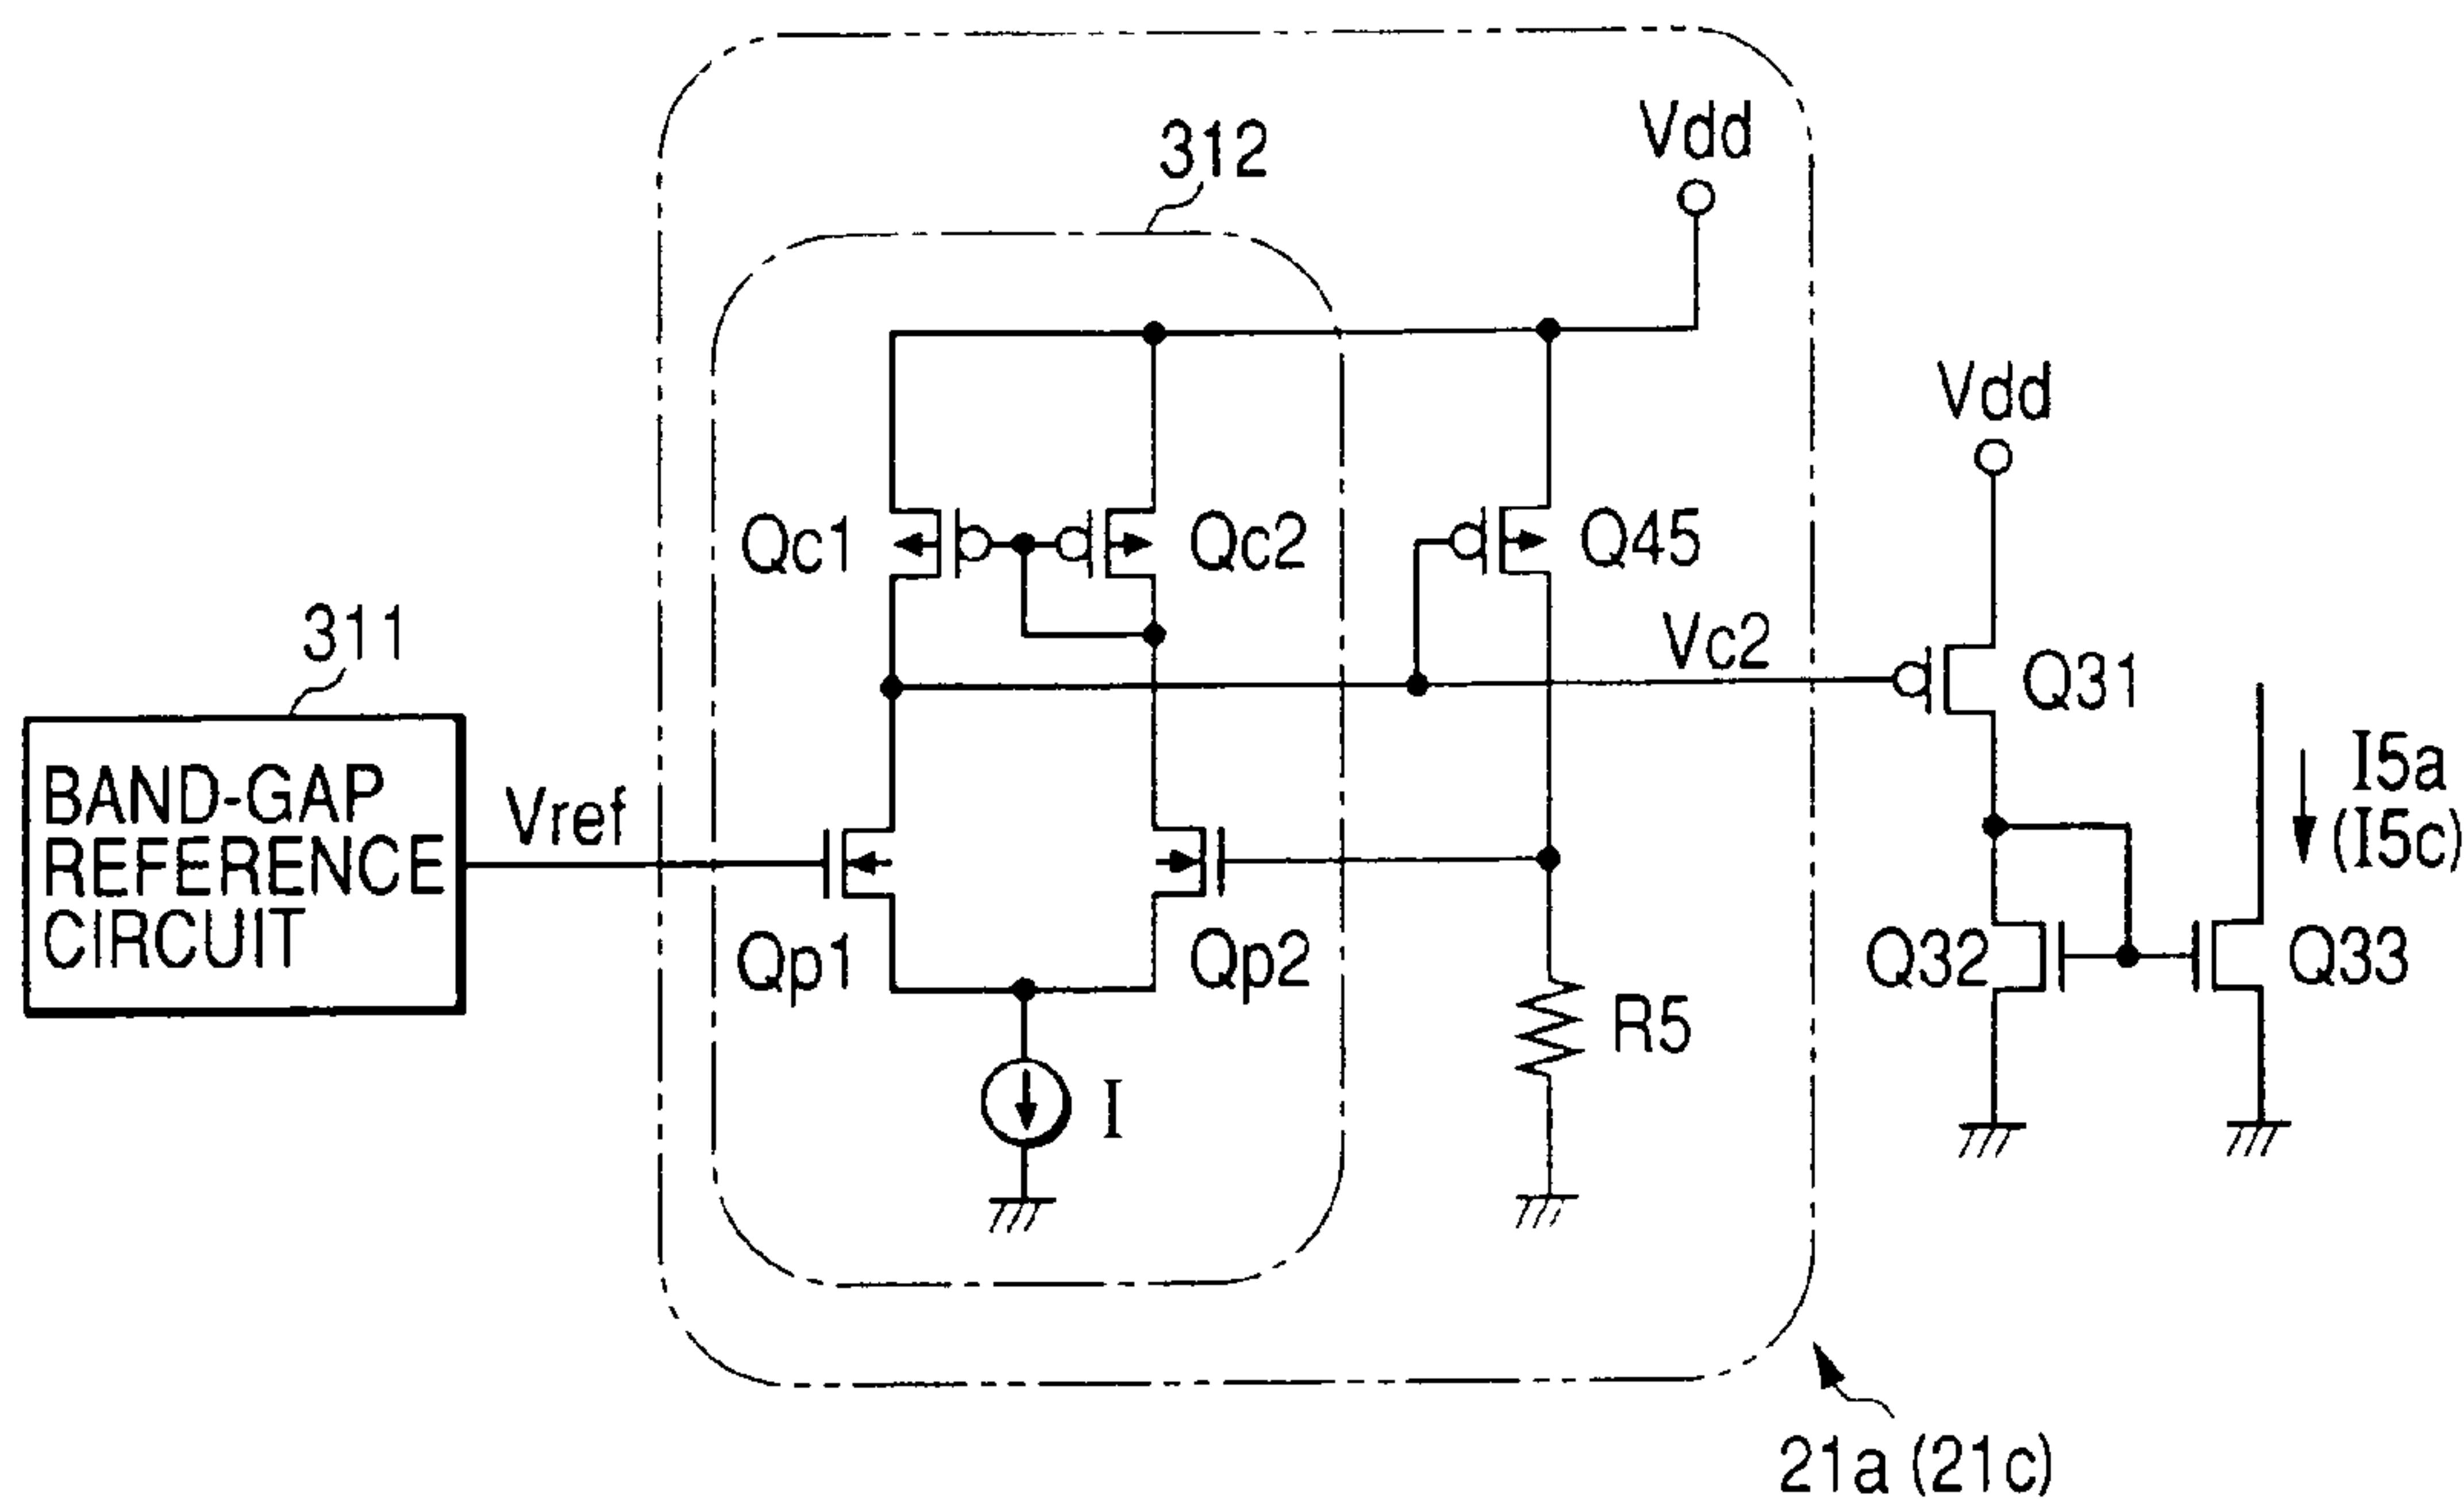 312
Vdd
Vdd
Qc1
Qc2
Q45
311
Vc2
Q31
BAND-GAP
REFERENCE
CIRCUIT
Vref
I5a
(I5c)
Qp1
Qp2
Q32
Q33
R5
I
21a (21c)